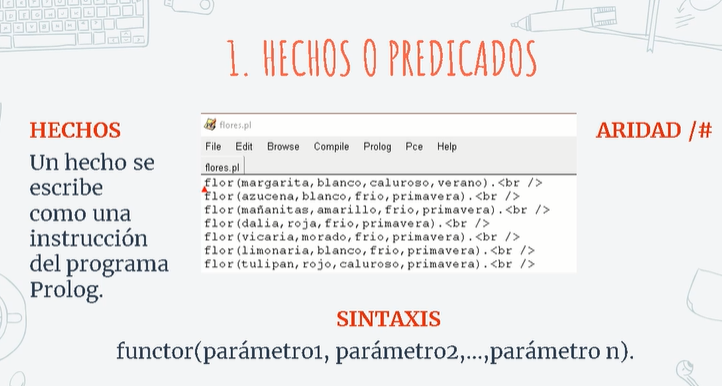 1. HECHOS O PREDICADOS
HECHOS
Un hecho se
escribe
como una
instrucción
del programa
Prolog.
flores.pl
File Edit Browse Compile Prolog Pce Help
flores.pl
flor(margarita,blanco,caluroso,verano).<br />
flor(azucena,blanco,frio,primavera).<br />
flor(mañanitas,amarillo,frio,primavera).<br />
flor(dalia,roja,frio,primavera).<br />
flor(vicaria,morado,frio,primavera).<br />
flor(limonaria,blanco,frio,primavera).<br />
flor(tulipan,rojo,caluroso,primavera).<br />
ARIDAD /#
SINTAXIS
functor(parámetro1, parámetro2,...,parámetro n).